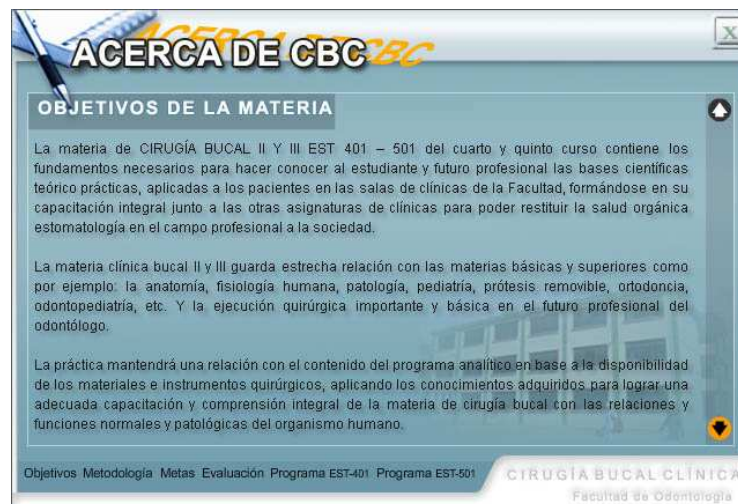 ACERCA DE CBC
X
OBJETIVOS DE LA MATERIA
La materia de CIRUGÍA BUCAL II Y III EST 401 – 501 del cuarto y quinto curso contiene los
fundamentos necesarios para hacer conocer al estudiante y futuro profesional las bases científicas
teórico prácticas, aplicadas a los pacientes en las salas de clínicas de la Facultad, formándose en su
capacitación integral junto a las otras asignaturas de clínicas para poder restituir la salud orgánica
estomatología en el campo profesional a la sociedad.
La materia clínica bucal II y III guarda estrecha relación con las materias básicas y superiores como
por ejemplo: la anatomía, fisiología humana, patología, pediatría, prótesis removible, ortodoncia,
odontopediatría, etc. Y la ejecución quirúrgica importante y básica en el futuro profesional del
odontólogo.
La práctica mantendrá una relación con el contenido del programa analítico en base a la disponibilidad
de los materiales e instrumentos quirúrgicos, aplicando los conocimientos adquiridos para lograr una
adecuada capacitación y comprensión integral de la materia de cirugía bucal con las relaciones y
funciones normales y patológicas del organismo humano.
Objetivos Metodología Metas Evaluación Programa EST-401 Programa EST-501
CIRUGÍA BUCAL CLÍNICA
Facultad de Odontología